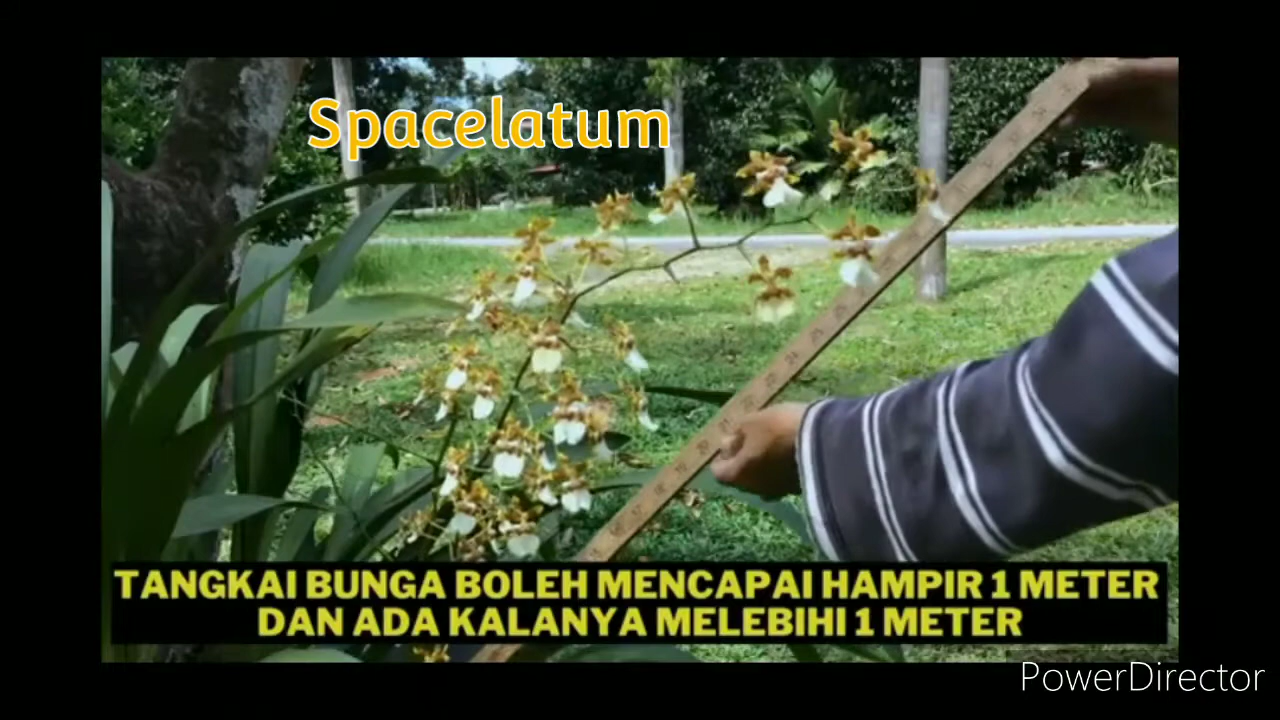 Spacelatum
TANGKAI BUNGA BOLEH MENCAPAI HAMPIR 1 METER
DAN ADA KALANYA MELEBIHI 1 METER
PowerDirector